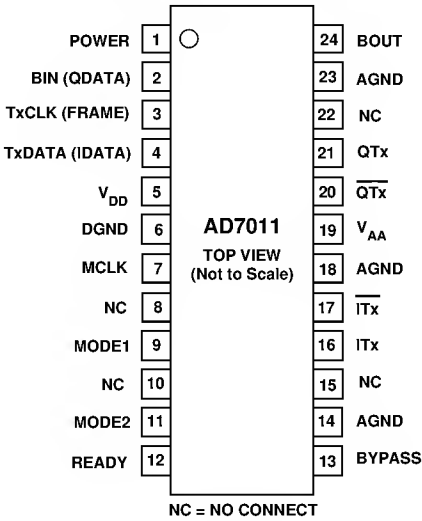 POWER 1 24 BOUT
BIN (QDATA) 2 23 AGND
TxCLK (FRAME) 3 22 NC
TxDATA (IDATA) 4 21 QTx
VDD 5 20 QTx
DGND 6 19 VAA
MCLK 7 18 AGND
NC 8 17 ITx
MODE1 9 16 ITx
NC 10 15 NC
MODE2 11 14 AGND
READY 12 13 BYPASS
AD7011
TOP VIEW
(Not to Scale)
NC = NO CONNECT